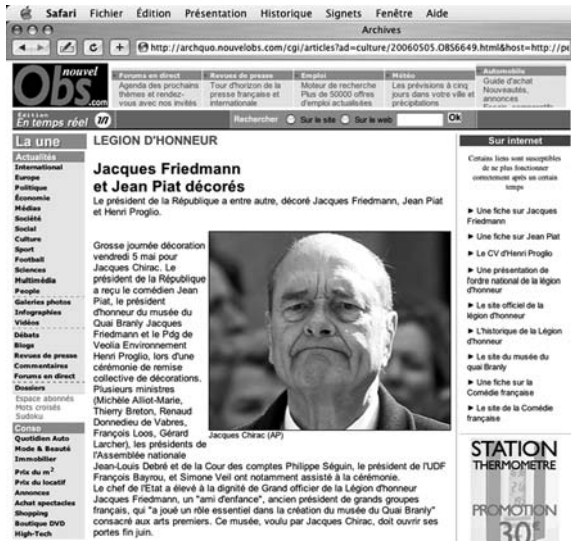 Safari Fichier Édition Présentation Historique Signets Fenêtre Aide
Archives
http://archquo.nouvelobs.com/cgi/articles?ad=culture/20060505.OBS6649.html&host=http://pe
nouvel
Obs
.com
Forums en direct
Agenda des prochains
thèmes et rendez-
vous avec nos invités
Revues de presse
Tour d'horizon de la
presse française et
internationale
Emploi
Moteur de recherche
Plus de 50000 offres
d'emploi actualisées
Météo
Les prévisions à cinq
jours dans votre ville et
précipitations
Automobile
Guide d'achat
Nouveautés,
annonces
Edition
En temps réel 7/7
Rechercher Sur le site Sur le web Ok
La une
Actualités
International
Europe
Politique
Économie
Médias
Société
Social
Culture
Sport
Football
Sciences
Multimédia
People
Galeries photos
Infographies
Vidéos
Débats
Blogs
Revues de presse
Commentaires
Forums en direct
Dossiers
Espace abonnés
Mots croisés
Sudoku
Conso
Quotidien Auto
Mode & Beauté
Immobilier
Prix du m²
Prix du locatif
Annonces
Achat spectacles
Shopping
Boutique DVD
High-Tech
LEGION D'HONNEUR
Jacques Friedmann
et Jean Piat décorés
Le président de la République a entre autre, décoré Jacques Friedmann, Jean Piat
et Henri Proglio.
Grosse journée décoration
vendredi 5 mai pour
Jacques Chirac. Le
président de la République
a reçu le comédien Jean
Piat, le président
d'honneur du musée du
Quai Branly Jacques
Friedmann et le Pdg de
Veolia Environnement
Henri Proglio, lors d'une
cérémonie de remise
collective de décorations.
Plusieurs ministres
(Michèle Alliot-Marie,
Thierry Breton, Renaud
Donnedieu de Vabres,
François Loos, Gérard
Larcher), les présidents de
l'Assemblée nationale
Jacques Chirac (AP)
Jean-Louis Debré et de la Cour des comptes Philippe Séguin, le président de l'UDF
François Bayrou, et Simone Veil ont notamment assisté à la cérémonie.
Le chef de l'Etat a élevé à la dignité de Grand officier de la Légion d'honneur
Jacques Friedmann, un "ami d'enfance", ancien président de grands groupes
français, qui "a joué un rôle essentiel dans la création du musée du Quai Branly"
consacré aux arts premiers. Ce musée, voulu par Jacques Chirac, doit ouvrir ses
portes fin juin.
Sur internet
Certains liens sont susceptibles
de ne plus fonctionner
correctement après un certain
temps
► Une fiche sur Jacques
Friedmann
► Une fiche sur Jean Piat
► Le CV d'Henri Proglio
► Une présentation de
l'ordre national de la légion
d'honneur
► Le site officiel de la
légion d'honneur
► L'historique de la Légion
d'honneur
► Le site du musée du
quai Branly
► Une fiche sur la
Comédie française
► Le site de la Comédie
française
STATION
THERMOMETRE
PROMOTION
30€